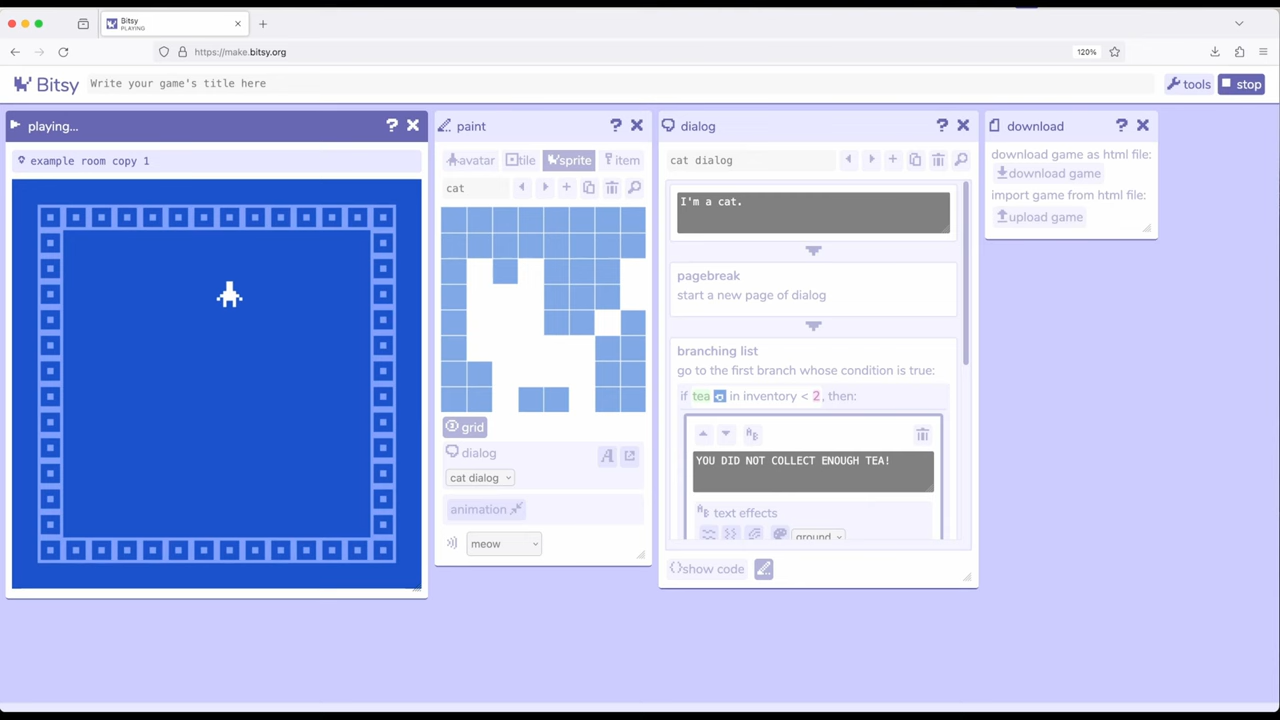 Bitsy
PLAYING
https://make.bitsy.org
120%
Bitsy
Write your game's title here
tools
stop
playing...
?
example room copy 1
paint
?
avatar
tile
sprite
item
cat
grid
dialog
A
cat dialog
animation
meow
dialog
?
cat dialog
I'm a cat.
pagebreak
start a new page of dialog
branching list
go to the first branch whose condition is true:
if tea in inventory < 2, then:
YOU DID NOT COLLECT ENOUGH TEA!
text effects
ground
{}show code
download
?
download game as html file:
download game
import game from html file:
upload game